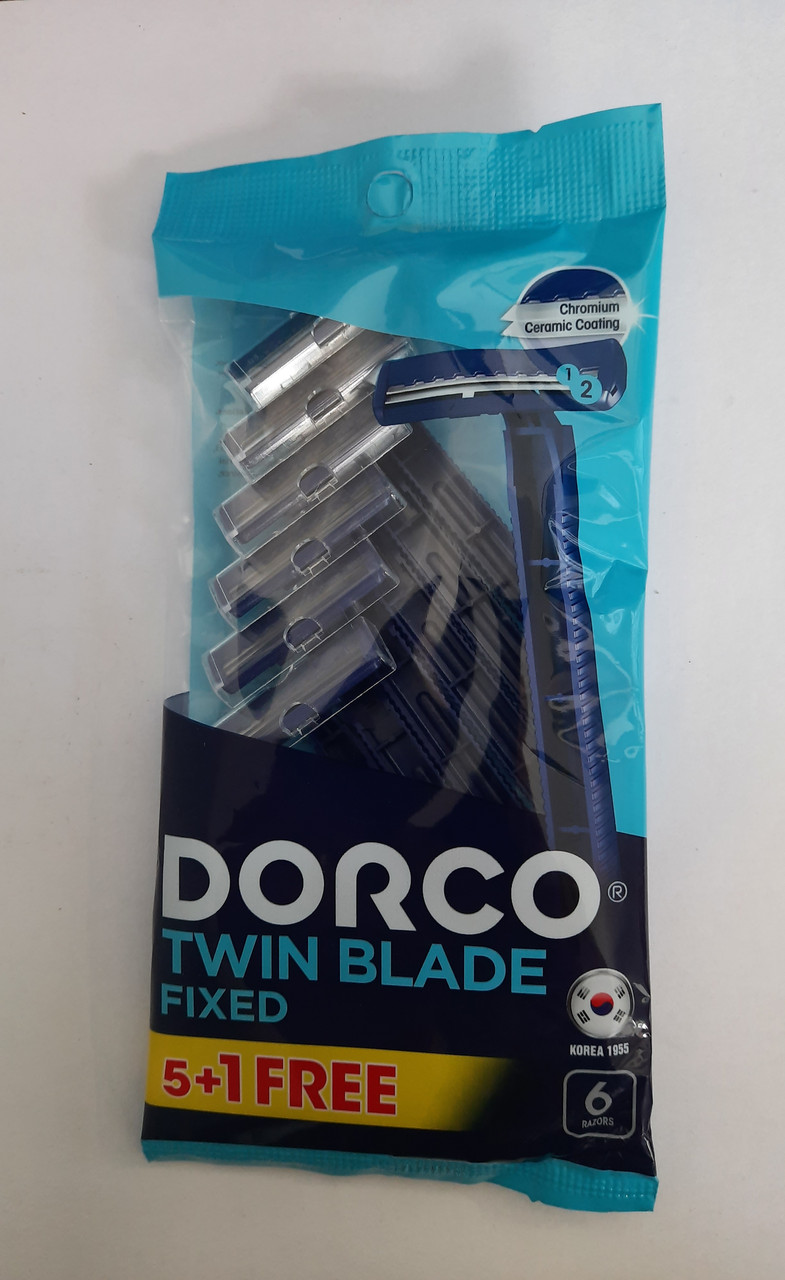 Chromium
Ceramic Coating
1
2
DORCO®
TWIN BLADE
FIXED
KOREA 1955
5+1 FREE
6
RAZORS